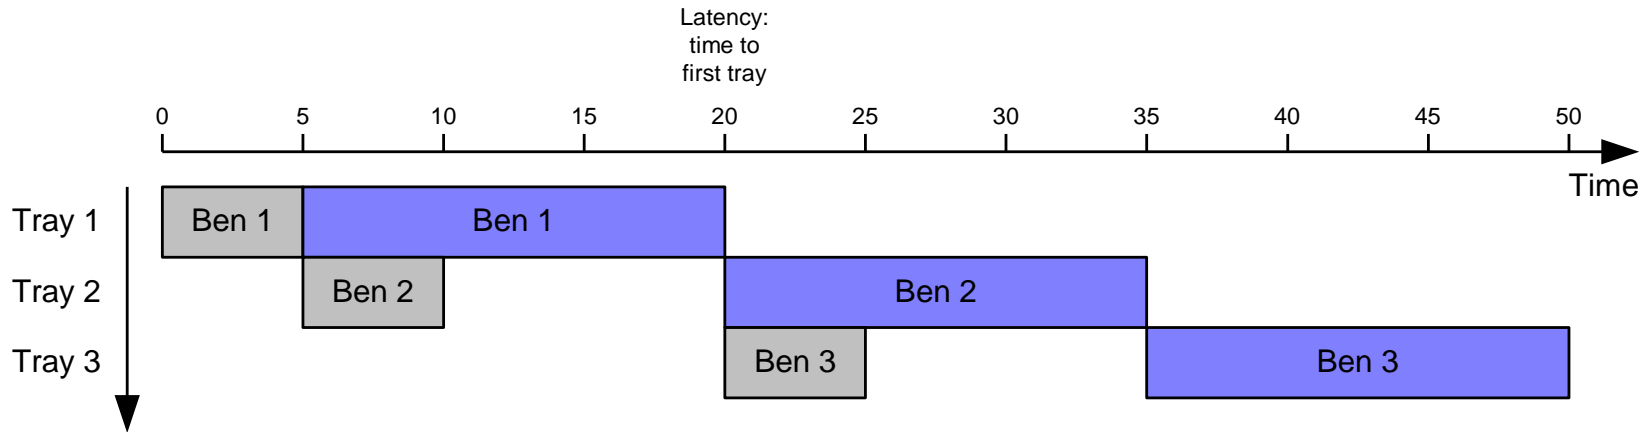 Latency:
time to
first tray
0 5 10 15 20 25 30 35 40 45 50
Time
Tray 1 Ben 1 Ben 1
Tray 2 Ben 2 Ben 2
Tray 3 Ben 3 Ben 3